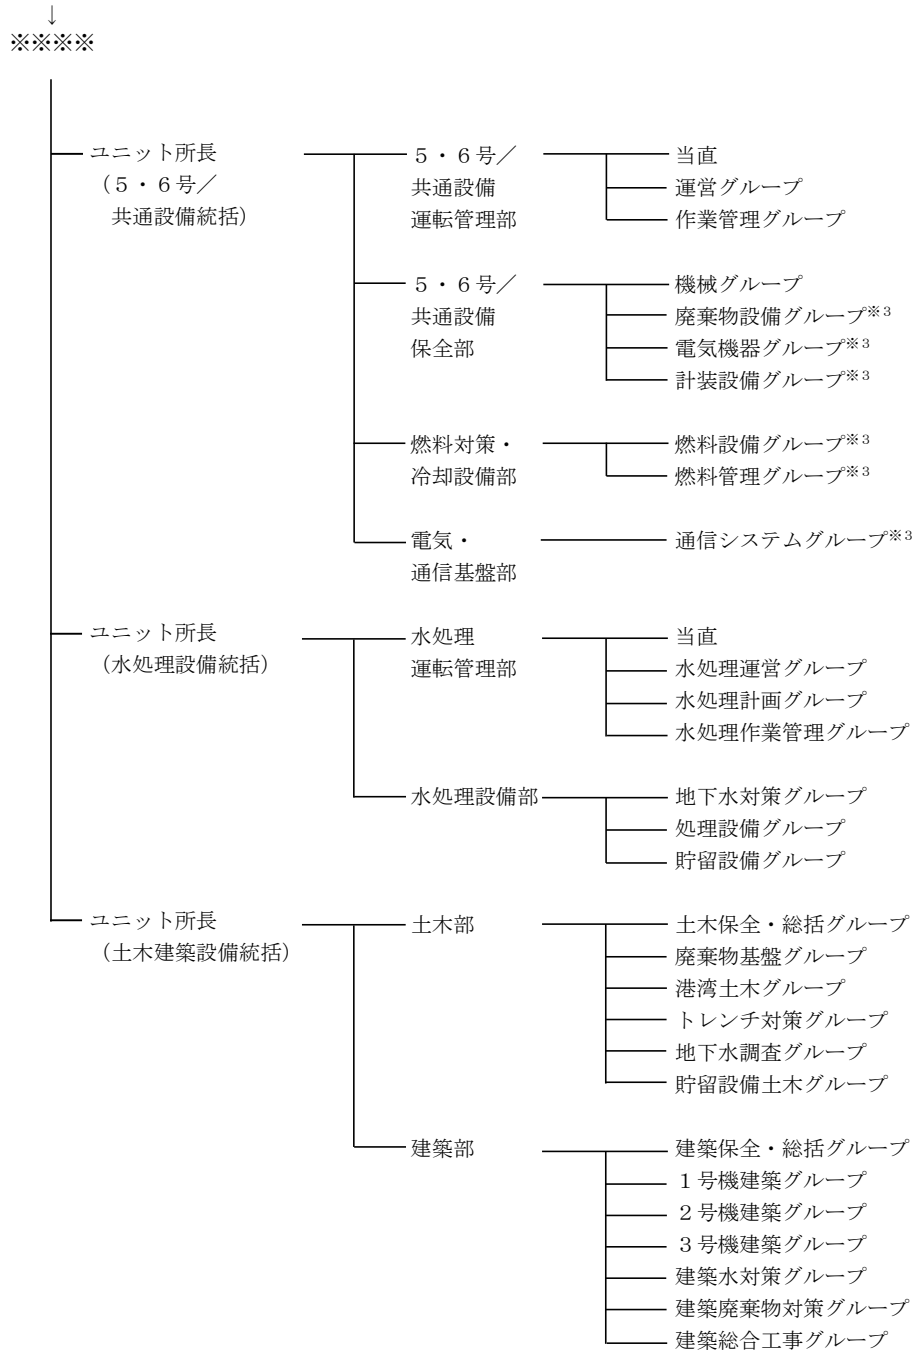 ↓
※※※※
ユニット所長
（５・６号／
共通設備統括）
５・６号／
共通設備
運転管理部
当直
運営グループ
作業管理グループ
５・６号／
共通設備
保全部
機械グループ
廃棄物設備グループ※3
電気機器グループ※3
計装設備グループ※3
燃料対策・
冷却設備部
燃料設備グループ※3
燃料管理グループ※3
電気・
通信基盤部
通信システムグループ※3
ユニット所長
（水処理設備統括）
水処理
運転管理部
当直
水処理運営グループ
水処理計画グループ
水処理作業管理グループ
水処理設備部
地下水対策グループ
処理設備グループ
貯留設備グループ
ユニット所長
（土木建築設備統括）
土木部
土木保全・総括グループ
廃棄物基盤グループ
港湾土木グループ
トレンチ対策グループ
地下水調査グループ
貯留設備土木グループ
建築部
建築保全・総括グループ
１号機建築グループ
２号機建築グループ
３号機建築グループ
建築水対策グループ
建築廃棄物対策グループ
建築総合工事グループ